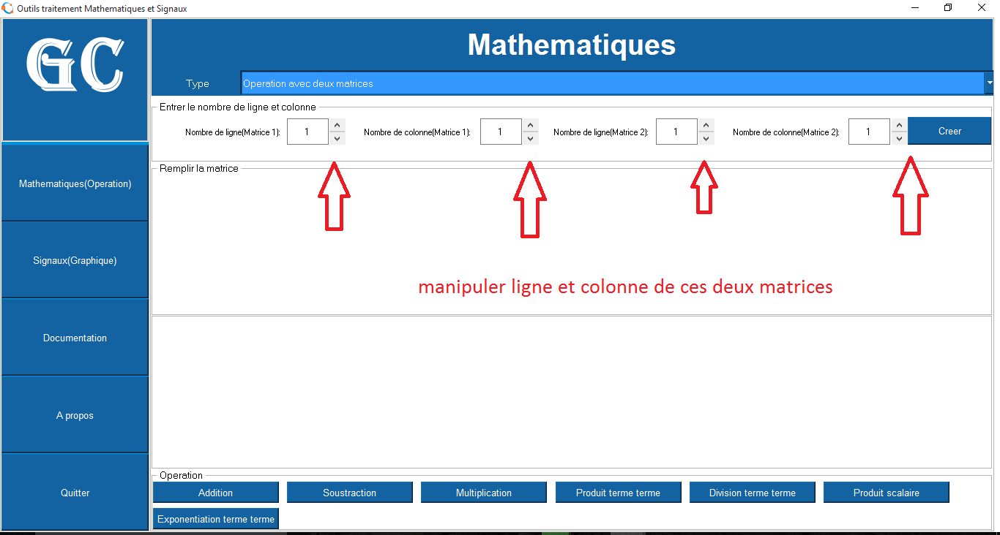 Outils traitement Mathematiques et Signaux
GC
Mathematiques
Type
Operation avec deux matrices
Entrer le nombre de ligne et colonne
Nombre de ligne(Matrice 1): 1 Nombre de colonne(Matrice 1): 1 Nombre de ligne(Matrice 2): 1 Nombre de colonne(Matrice 2): 1 Creer
Remplir la matrice
manipuler ligne et colonne de ces deux matrices
Mathematiques(Operation)
Signaux(Graphique)
Documentation
A propos
Quitter
Operation
Addition Soustraction Multiplication Produit terme terme Division terme terme Produit scalaire
Exponentiation terme terme